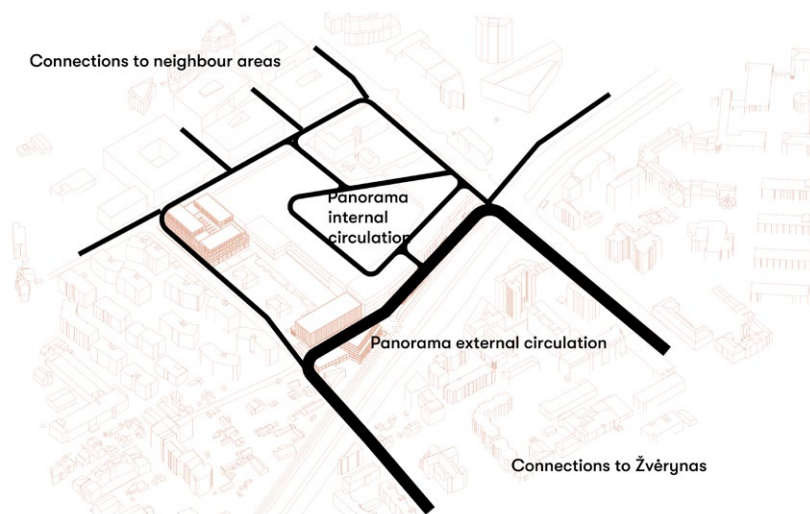 Connections to neighbour areas
Panorama
internal
circulation
Panorama external circulation
Connections to Žvėrynas